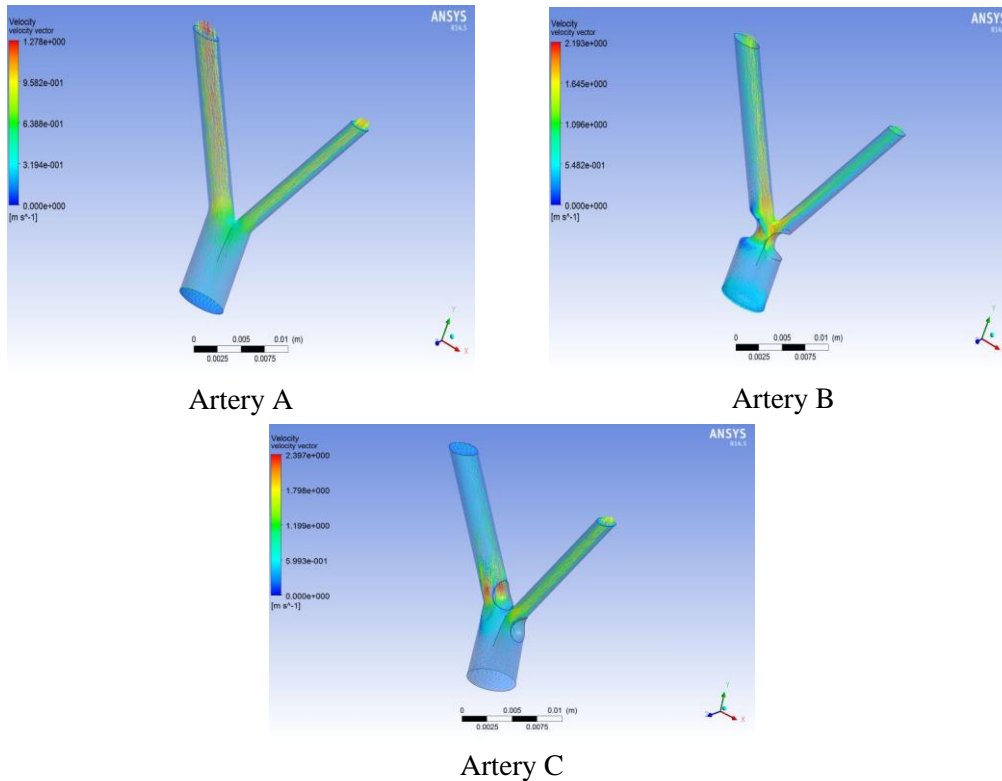 Velocity
velocity vector
1.278e+000
9.582e-001
6.388e-001
3.194e-001
0.000e+000
[m s^-1]
ANSYS
R14.5
0 0.005 0.01 (m)
0.0025 0.0075
Y
X
Artery A
Velocity
velocity vector
2.193e+000
1.645e+000
1.096e+000
5.482e-001
0.000e+000
[m s^-1]
ANSYS
0 0.005 0.01 (m)
0.0025 0.0075
Y
Artery B
Velocity
velocity vector
2.397e+000
1.798e+000
1.199e+000
5.993e-001
0.000e+000
[m s^-1]
ANSYS
R14.5
0 0.005 0.01 (m)
0.0025 0.0075
Y
X
Artery C